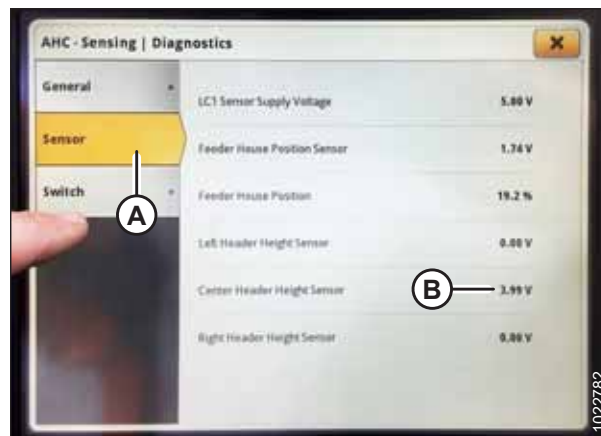 AHC - Sensing | Diagnostics
General
Sensor
Switch
LC1 Sensor Supply Voltage 5.00 V
Feeder House Position Sensor 1.74 V
Feeder House Position 19.2 %
Left Header Height Sensor 0.00 V
Center Header Height Sensor 3.99 V
Right Header Height Sensor 0.00 V
A
B
1022782